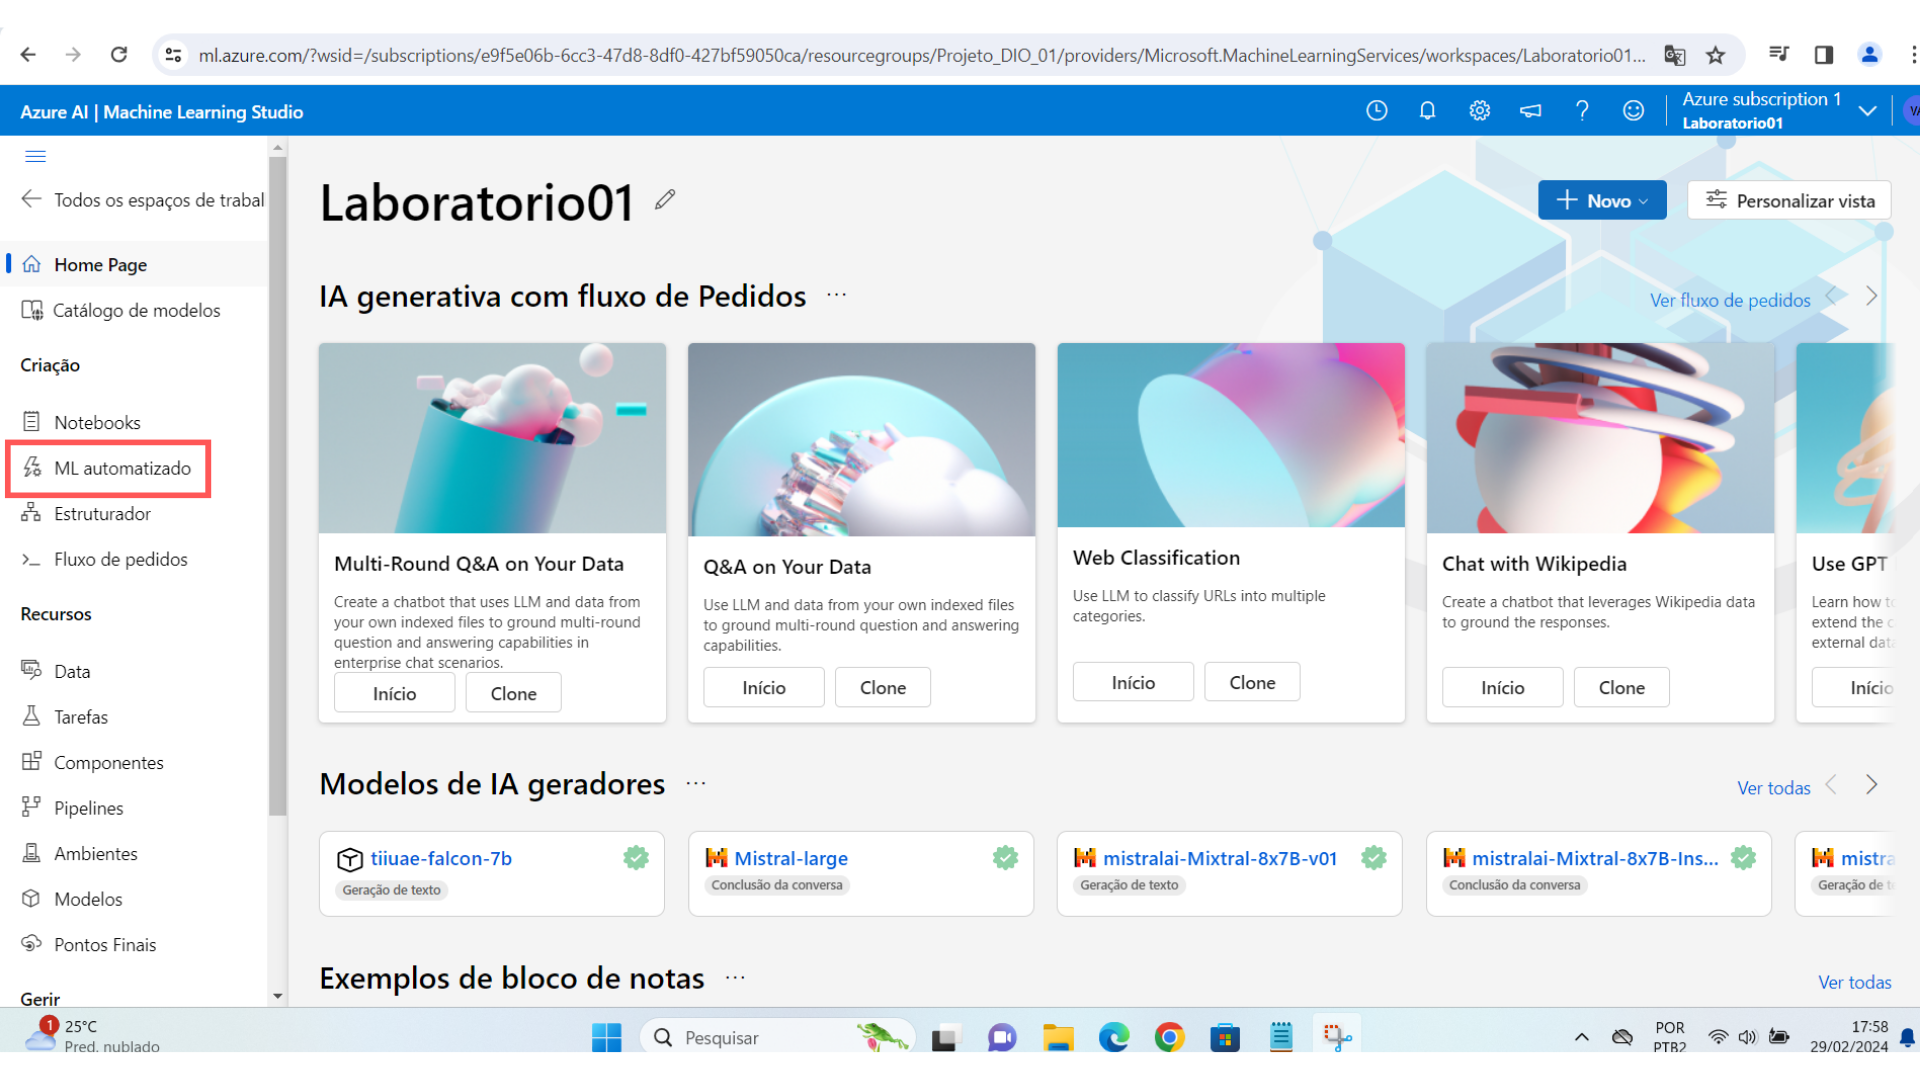 ml.azure.com/?wsid=/subscriptions/e9f5e06b-6cc3-47d8-8df0-427bf59050ca/resourcegroups/Projeto_DIO_01/providers/Microsoft.MachineLearningServices/workspaces/Laboratorio01...
Azure AI | Machine Learning Studio
Azure subscription 1
Laboratorio01
Todos os espaços de trabal
Home Page
Catálogo de modelos
Criação
Notebooks
ML automatizado
Estruturador
Fluxo de pedidos
Recursos
Data
Tarefas
Componentes
Pipelines
Ambientes
Modelos
Pontos Finais
Gerir
Laboratorio01
Novo
Personalizar vista
IA generativa com fluxo de Pedidos ...
Ver fluxo de pedidos
Multi-Round Q&A on Your Data
Create a chatbot that uses LLM and data from
your own indexed files to ground multi-round
question and answering capabilities in
enterprise chat scenarios.
Início Clone
Q&A on Your Data
Use LLM and data from your own indexed files
to ground multi-round question and answering
capabilities.
Início Clone
Web Classification
Use LLM to classify URLs into multiple
categories.
Início Clone
Chat with Wikipedia
Create a chatbot that leverages Wikipedia data
to ground the responses.
Início Clone
Use GPT
Learn how to
extend the c
external data
Início
Modelos de IA geradores ...
Ver todas
tiiuae-falcon-7b
Geração de texto
Mistral-large
Conclusão da conversa
mistralai-Mixtral-8x7B-v01
Geração de texto
mistralai-Mixtral-8x7B-Ins...
Conclusão da conversa
mistra
Geração de te
Exemplos de bloco de notas ...
Ver todas
1
25°C
Pred. nublado
Pesquisar
POR
PTB2
17:58
29/02/2024